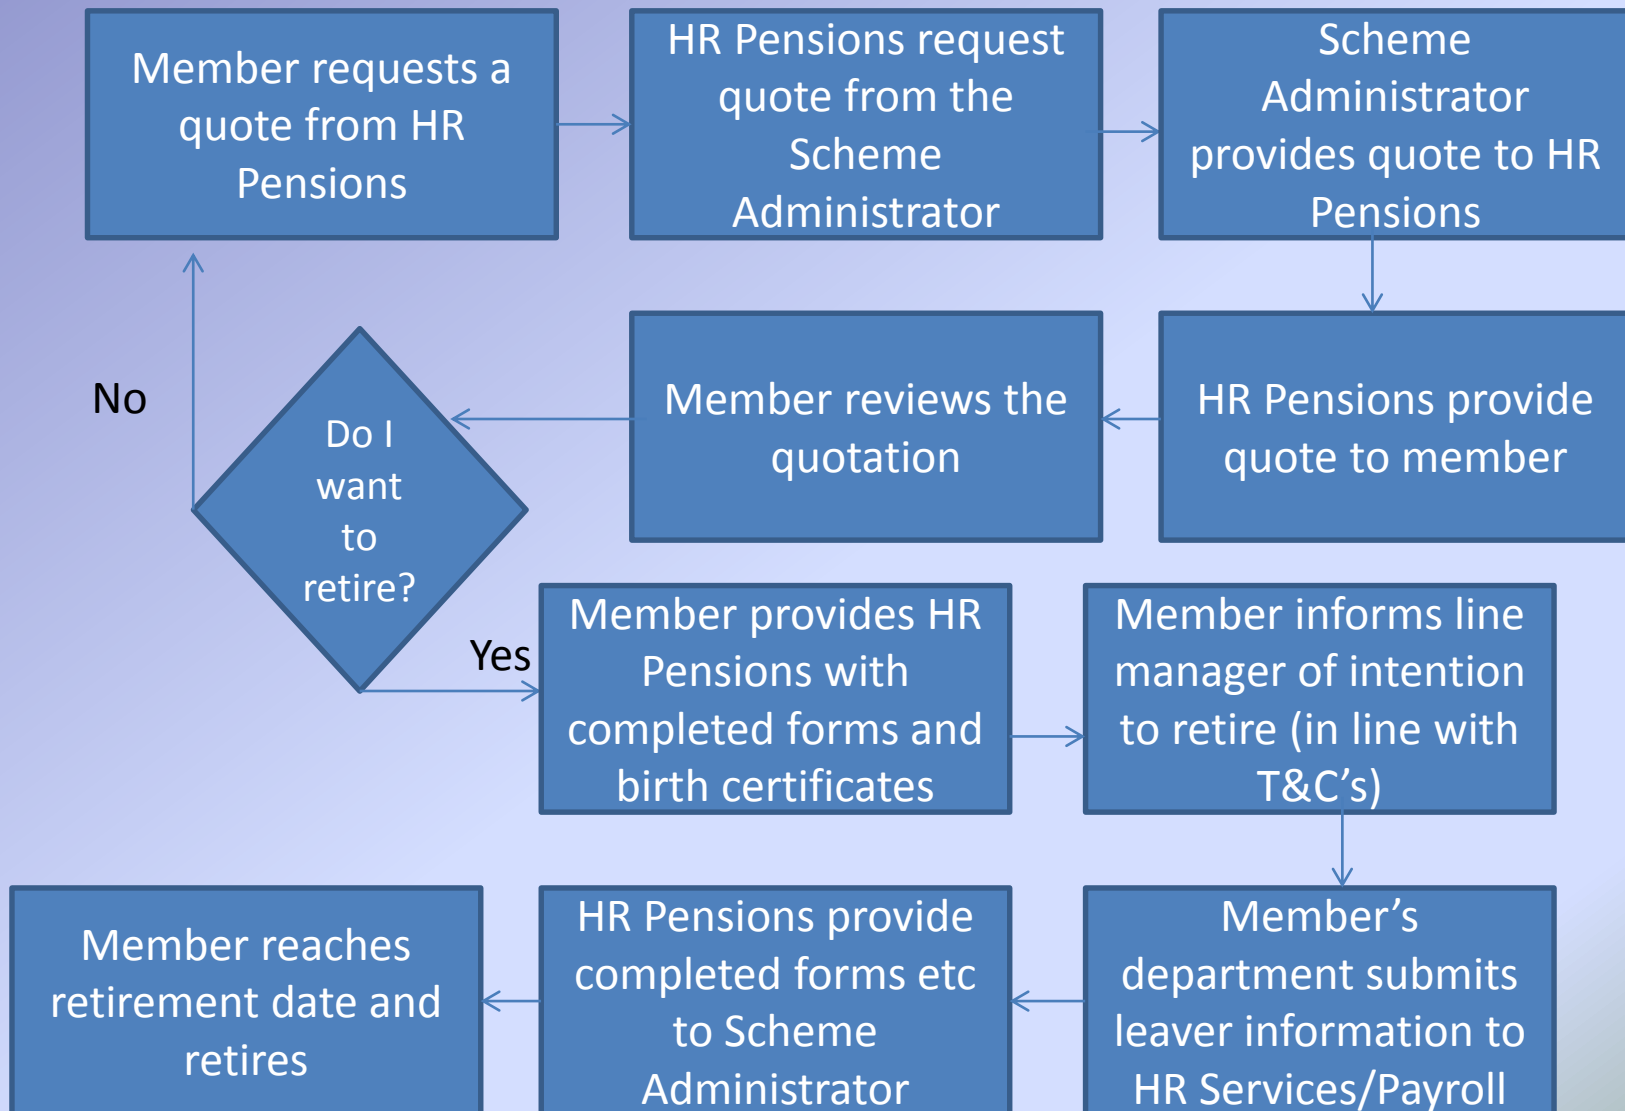 Member requests a
quote from HR
Pensions
HR Pensions request
quote from the
Scheme
Administrator
Scheme
Administrator
provides quote to HR
Pensions
HR Pensions provide
quote to member
Member reviews the
quotation
Do I
want
to
retire?
No
Yes
Member provides HR
Pensions with
completed forms and
birth certificates
Member informs line
manager of intention
to retire (in line with
T&C’s)
Member’s
department submits
leaver information to
HR Services/Payroll
HR Pensions provide
completed forms etc
to Scheme
Administrator
Member reaches
retirement date and
retires